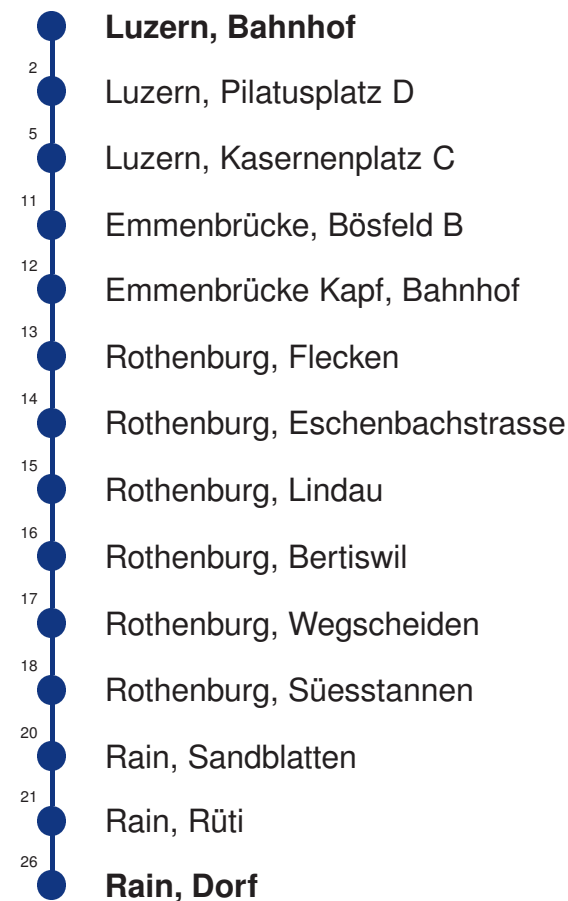 Luzern, Bahnhof
2
Luzern, Pilatusplatz D
5
Luzern, Kasernenplatz C
11
Emmenbrücke, Bösfeld B
12
Emmenbrücke Kapf, Bahnhof
13
Rothenburg, Flecken
14
Rothenburg, Eschenbachstrasse
15
Rothenburg, Lindau
16
Rothenburg, Bertiswil
17
Rothenburg, Wegscheiden
18
Rothenburg, Süesstannen
20
Rain, Sandblatten
21
Rain, Rüti
26
Rain, Dorf